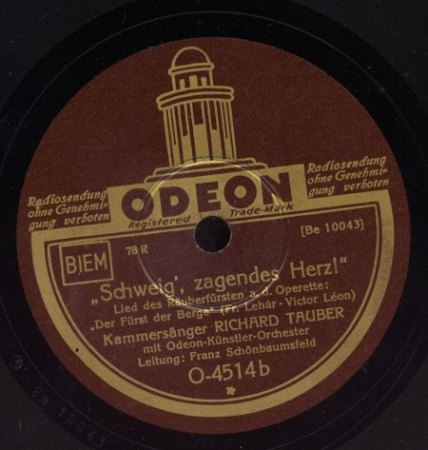 Radiosendung
ohne Genehmi-
gung verboten
ODEON
Registered Trade-Mark
Radiosendung
ohne Genehmi-
gung verboten
BIEM
78 R
[Be 10043]
„Schweig', zagendes Herz!"
Lied des Räuberfürsten a. d. Operette:
„Der Fürst der Berge" (Fr. Lehár - Victor Léon)
Kammersänger RICHARD TAUBER
mit Odeon-Künstler-Orchester
Leitung: Franz Schönbaumsfeld
O-4514b
Be 10043